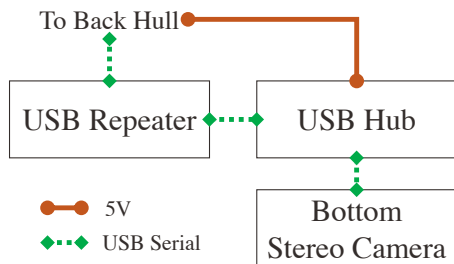 To Back Hull
USB Repeater
USB Hub
5V
USB Serial
Bottom
Stereo Camera